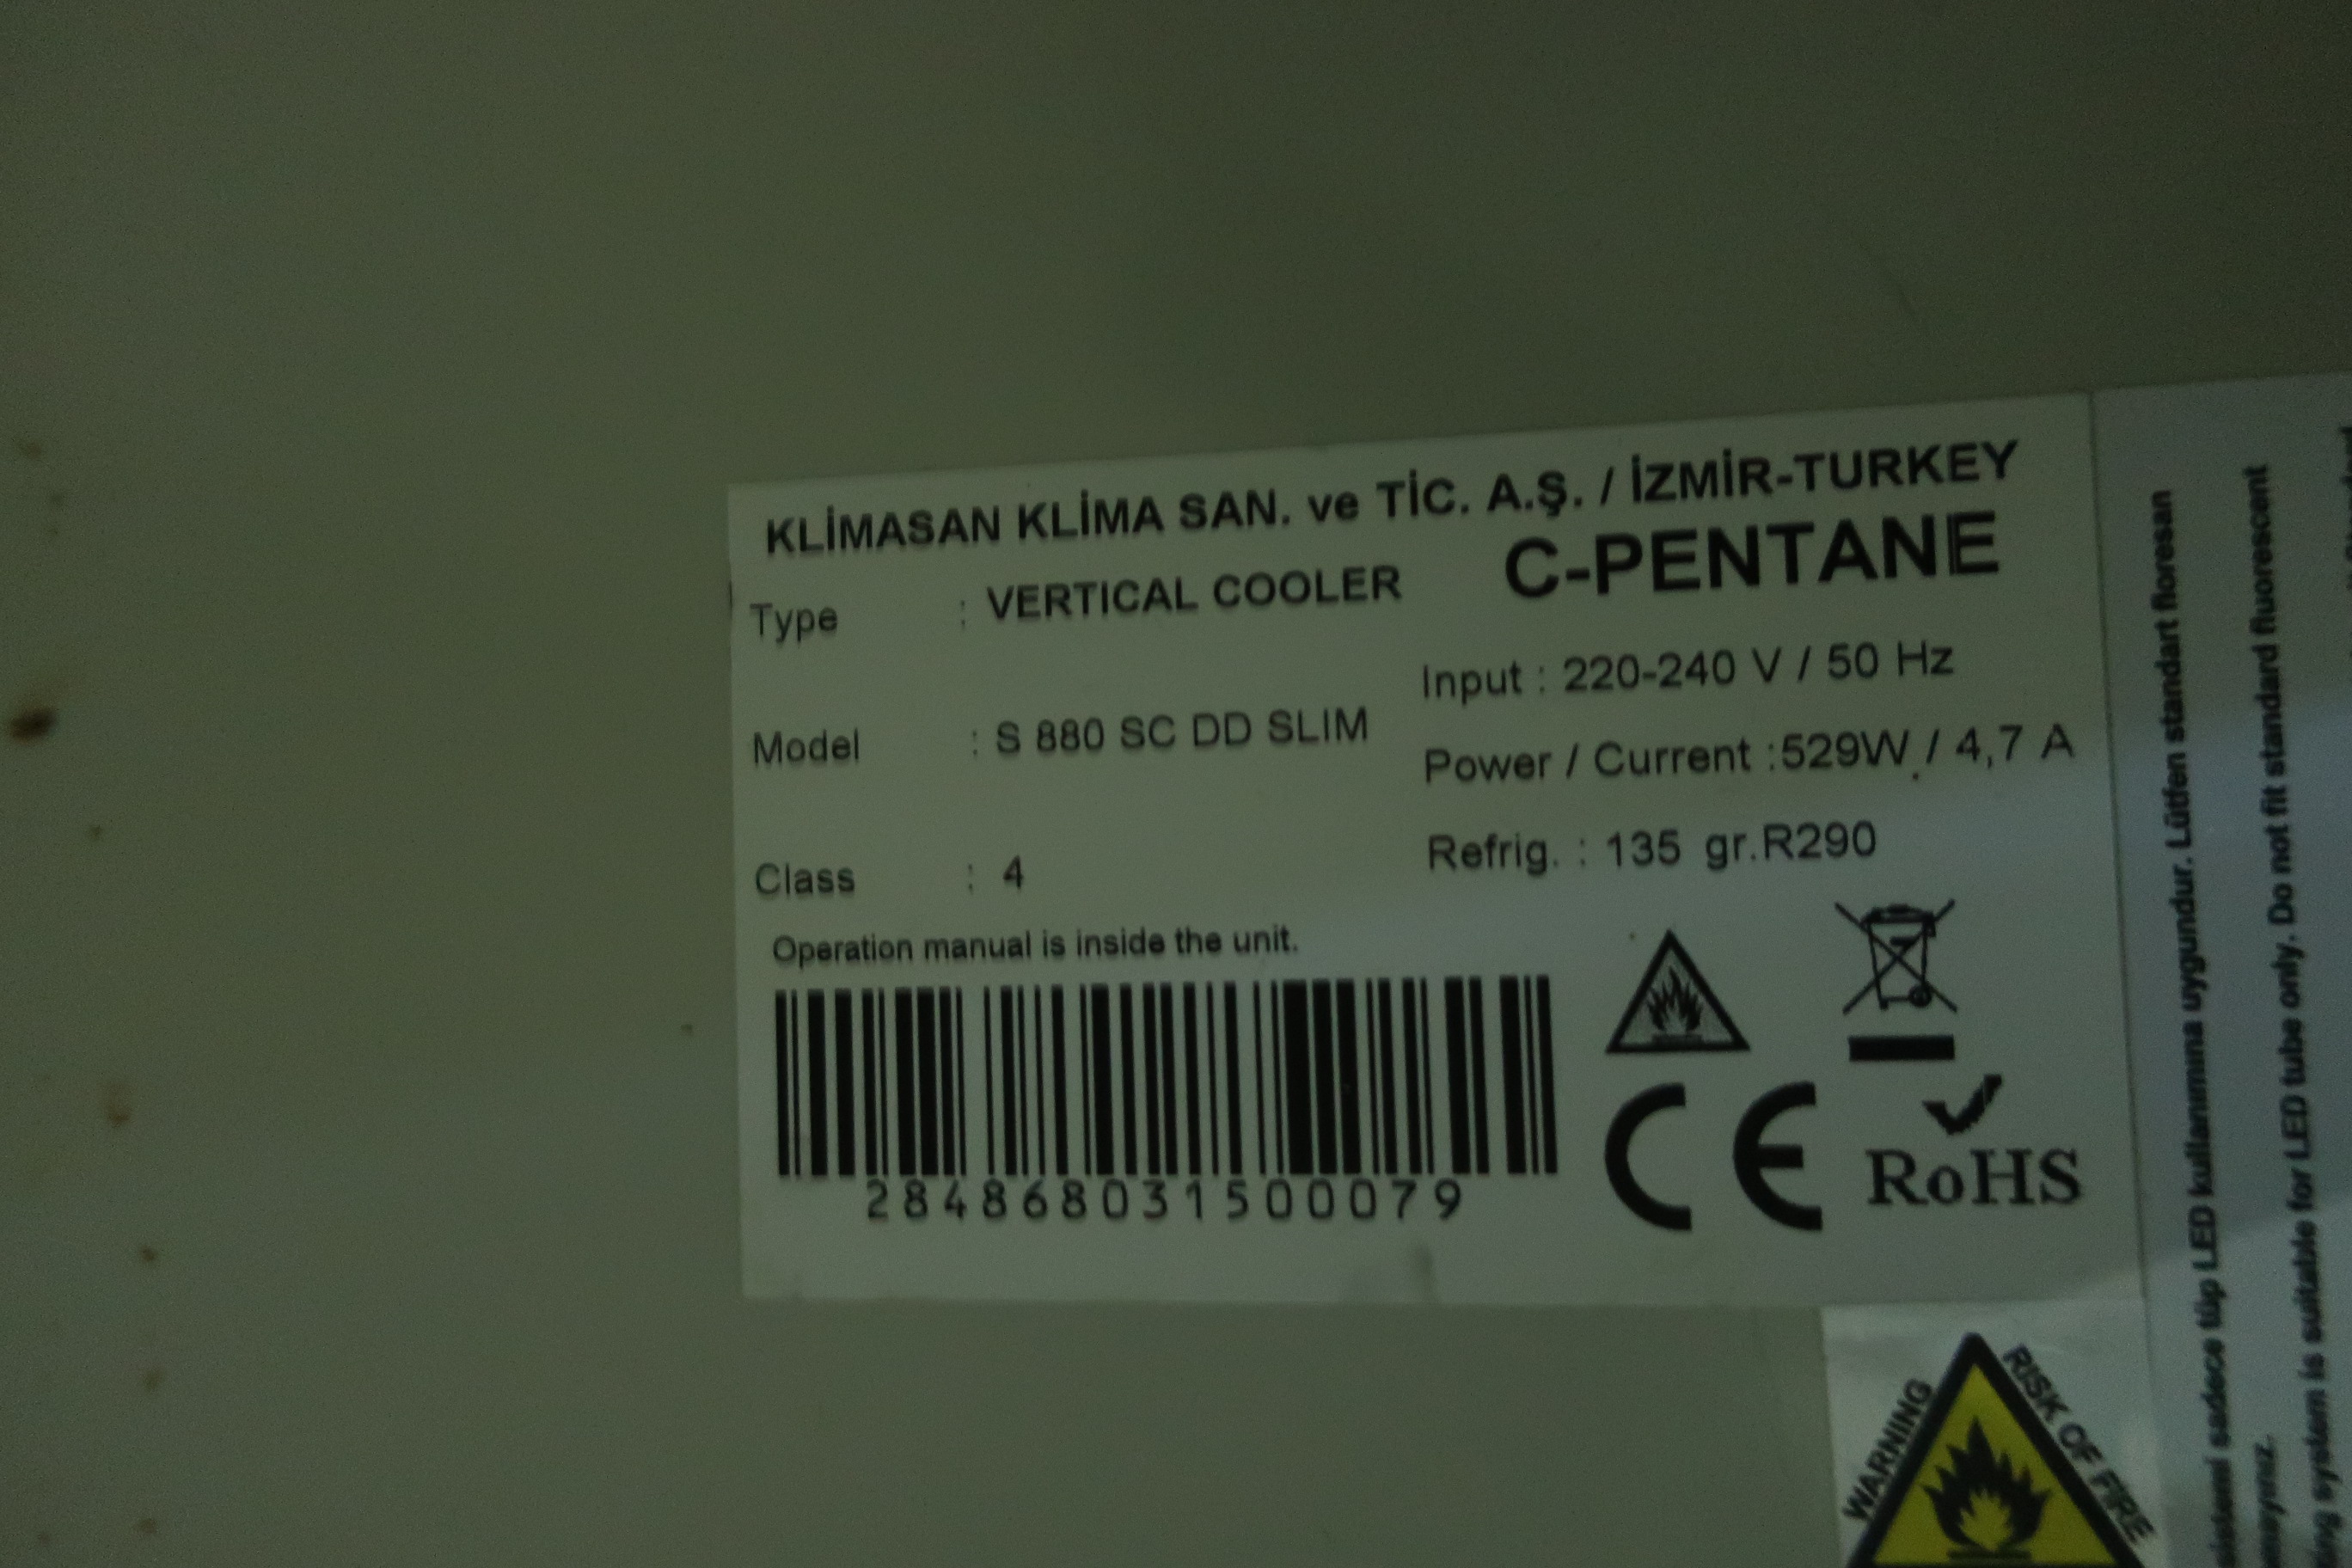 KLİMASAN KLİMA SAN. ve TİC. A.Ş. / İZMİR-TURKEY
C-PENTANE
Type : VERTICAL COOLER
Input : 220-240 V / 50 Hz
Model : S 880 SC DD SLIM
Power / Current :529W / 4,7 A
Refrig. : 135 gr.R290
Class : 4
Operation manual is inside the unit.
284868031500079
CE
RoHS
WARNING
RISK OF FIRE
sadece tüp LED kullanımına uygundur. Lütfen standart floresan
system is suitable for LED tube only. Do not fit standard fluorescent